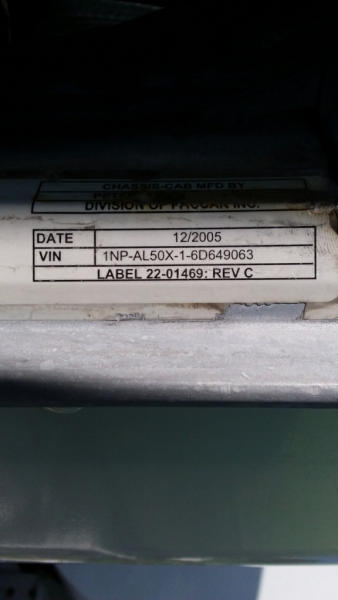 CHASSIS-CAB MFD BY
DIVISION OF PACCAR INC.
DATE 12/2005
VIN 1NP-AL50X-1-6D649063
LABEL 22-01469: REV C